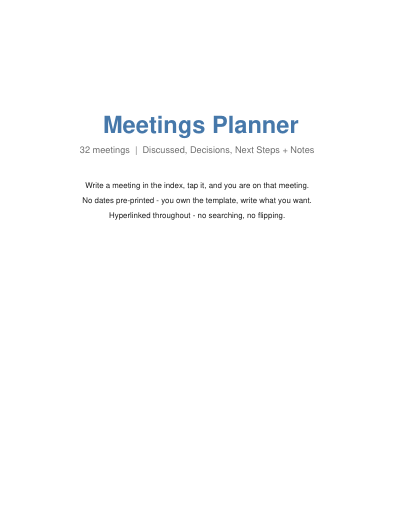 Meetings Planner
32 meetings | Discussed, Decisions, Next Steps + Notes
Write a meeting in the index, tap it, and you are on that meeting.
No dates pre-printed - you own the template, write what you want.
Hyperlinked throughout - no searching, no flipping.